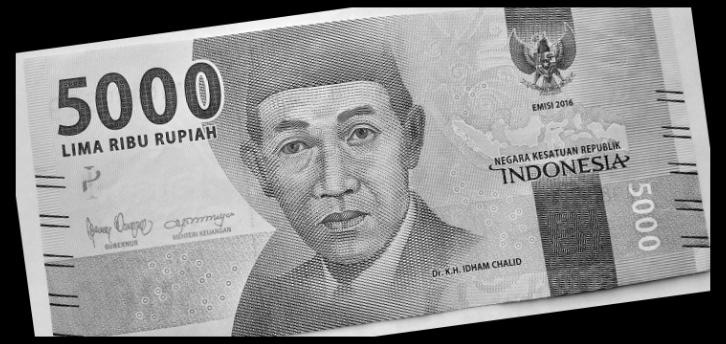 5000
LIMA RIBU RUPIAH
EMISI 2016
NEGARA KESATUAN REPUBLIK
INDONESIA
5000
GUBERNUR
MENTERI KEUANGAN
Dr. K.H. IDHAM CHALID